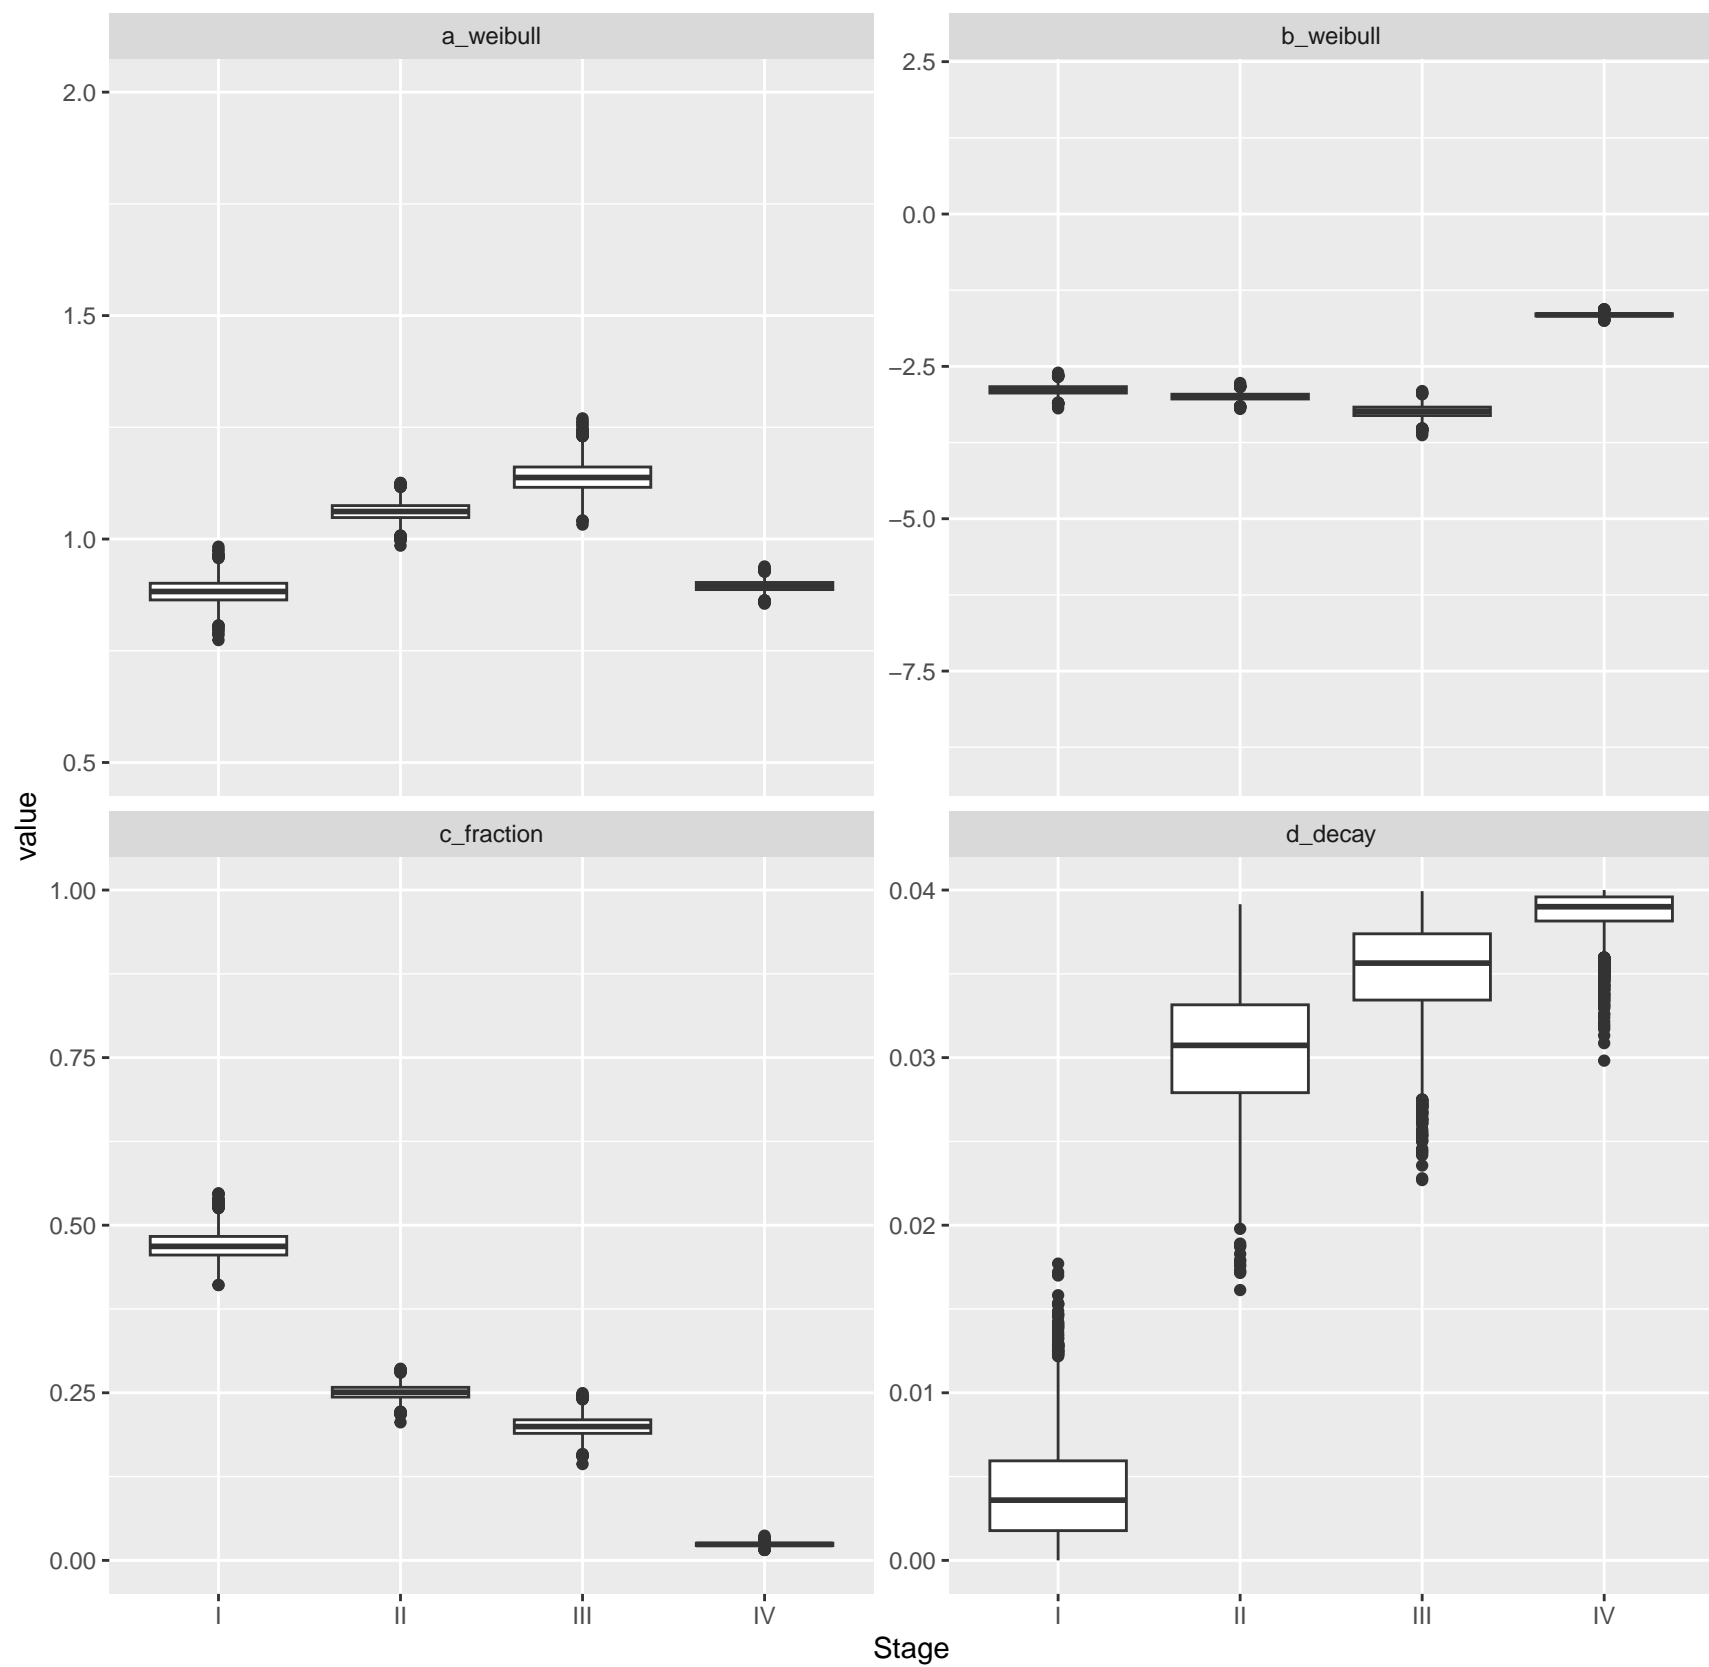 a_weibull
b_weibull
2.0
1.5
1.0
0.5
2.5
0.0
−2.5
−5.0
−7.5
value
c_fraction
d_decay
1.00
0.75
0.50
0.25
0.00
0.04
0.03
0.02
0.01
0.00
I II III IV
I II III IV
Stage